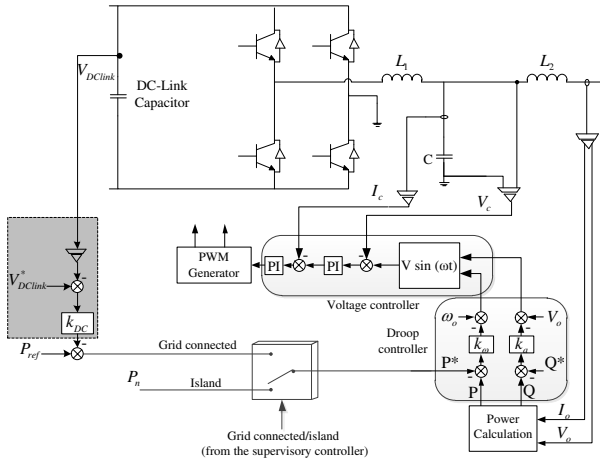 V_DClink
DC-Link
Capacitor
L_1
L_2
C
I_c
V_c
V*_DClink
k_DC
P_ref
PWM
Generator
PI
-
PI
-
V sin (ωt)
Voltage controller
ω_o
V_o
Droop
controller
k_ω
k_a
P*
Q*
P
Q
Power
Calculation
I_o
V_o
Grid connected
P_n
Island
Grid connected/island
(from the supervisory controller)